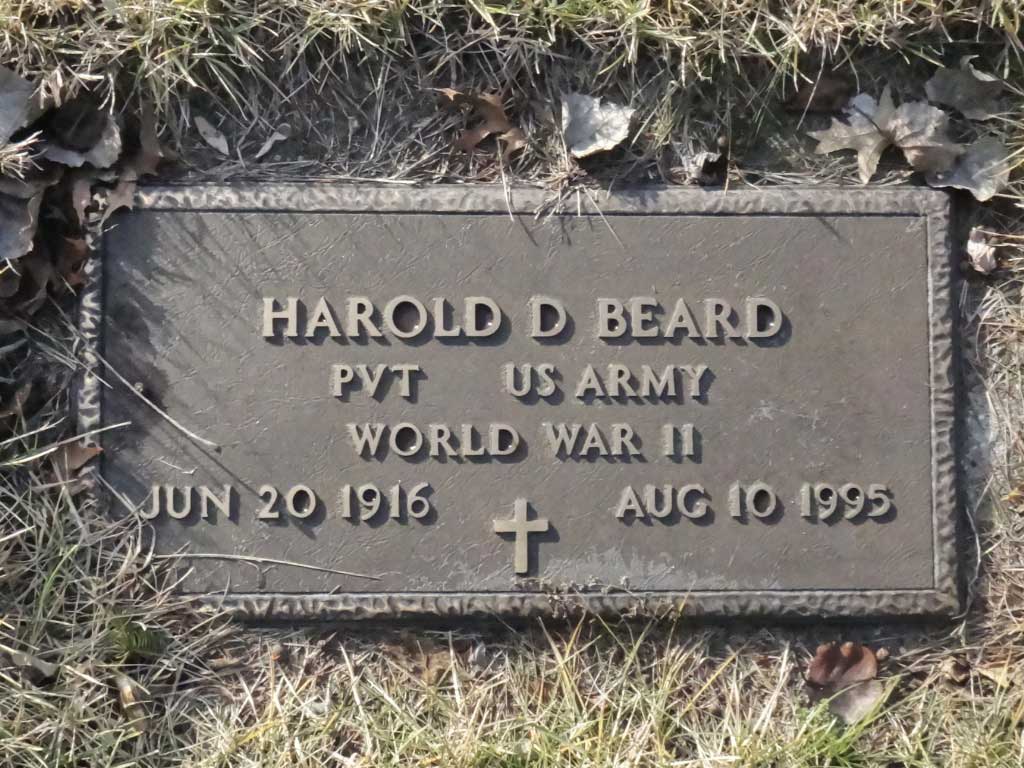 HAROLD D BEARD
PVT US ARMY
WORLD WAR II
JUN 20 1916 AUG 10 1995